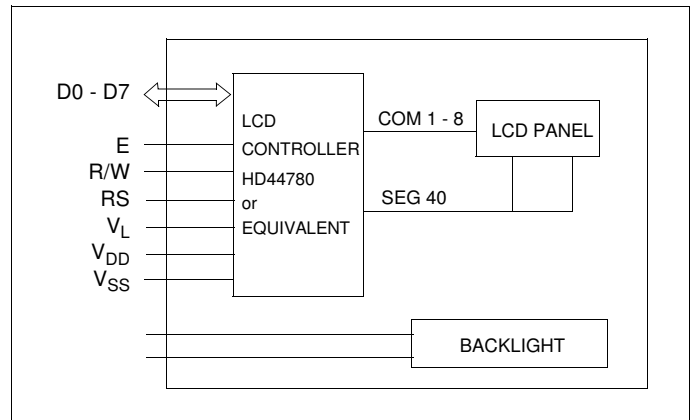 D0 - D7
E
R/W
RS
VL
VDD
VSS
LCD
CONTROLLER
HD44780
or
EQUIVALENT
COM 1 - 8
LCD PANEL
SEG 40
BACKLIGHT